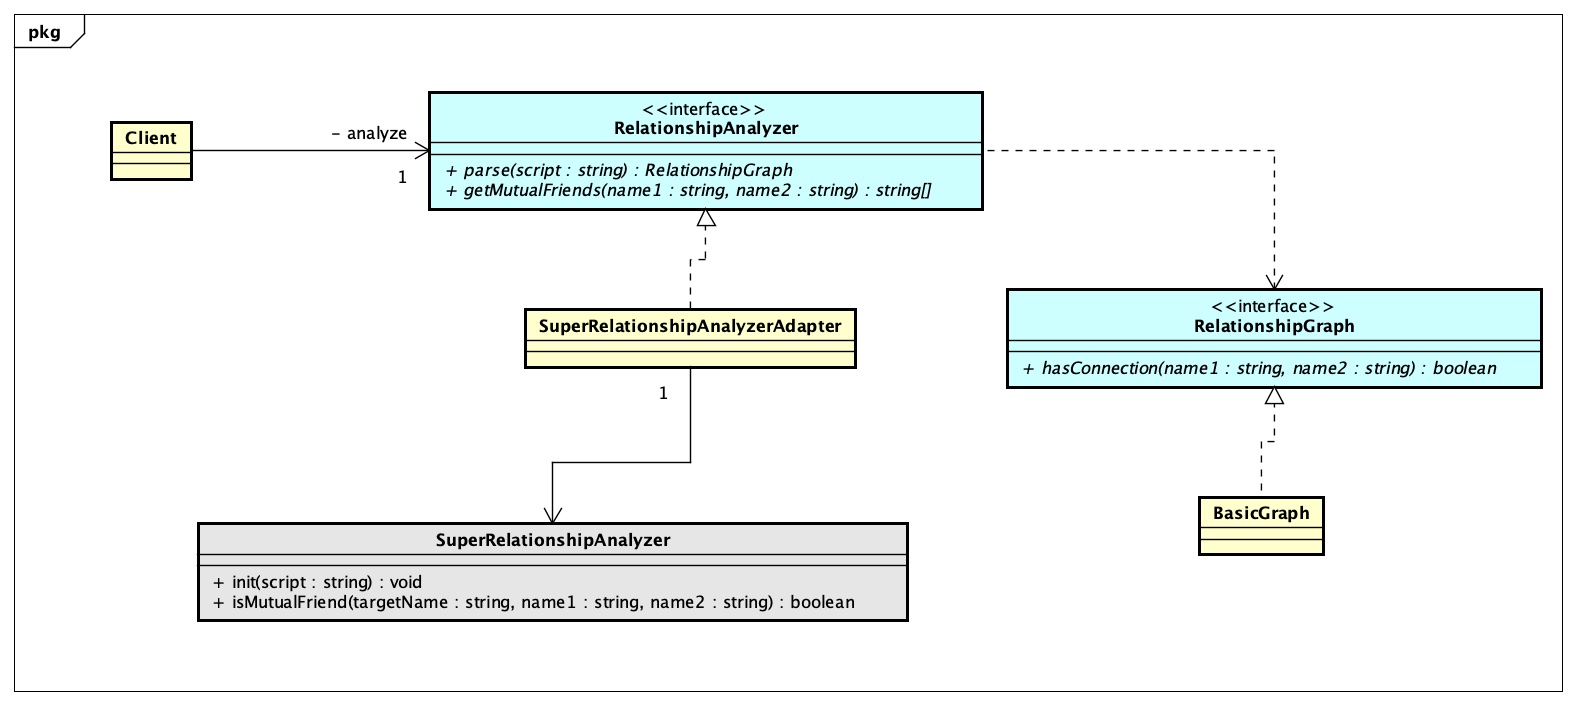 pkg
Client
- analyze
1
<<interface>>
RelationshipAnalyzer
+ parse(script : string) : RelationshipGraph
+ getMutualFriends(name1 : string, name2 : string) : string[]
<<interface>>
RelationshipGraph
+ hasConnection(name1 : string, name2 : string) : boolean
SuperRelationshipAnalyzerAdapter
1
BasicGraph
SuperRelationshipAnalyzer
+ init(script : string) : void
+ isMutualFriend(targetName : string, name1 : string, name2 : string) : boolean